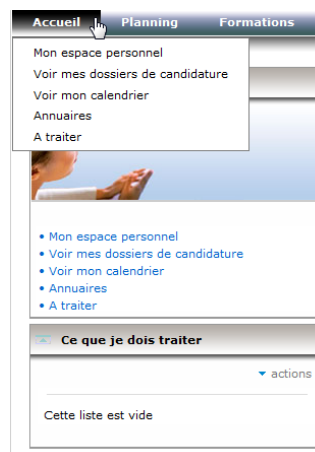 Accueil Planning Formations
Mon espace personnel
Voir mes dossiers de candidature
Voir mon calendrier
Annuaires
A traiter
• Mon espace personnel
• Voir mes dossiers de candidature
• Voir mon calendrier
• Annuaires
• A traiter
Ce que je dois traiter
actions
Cette liste est vide